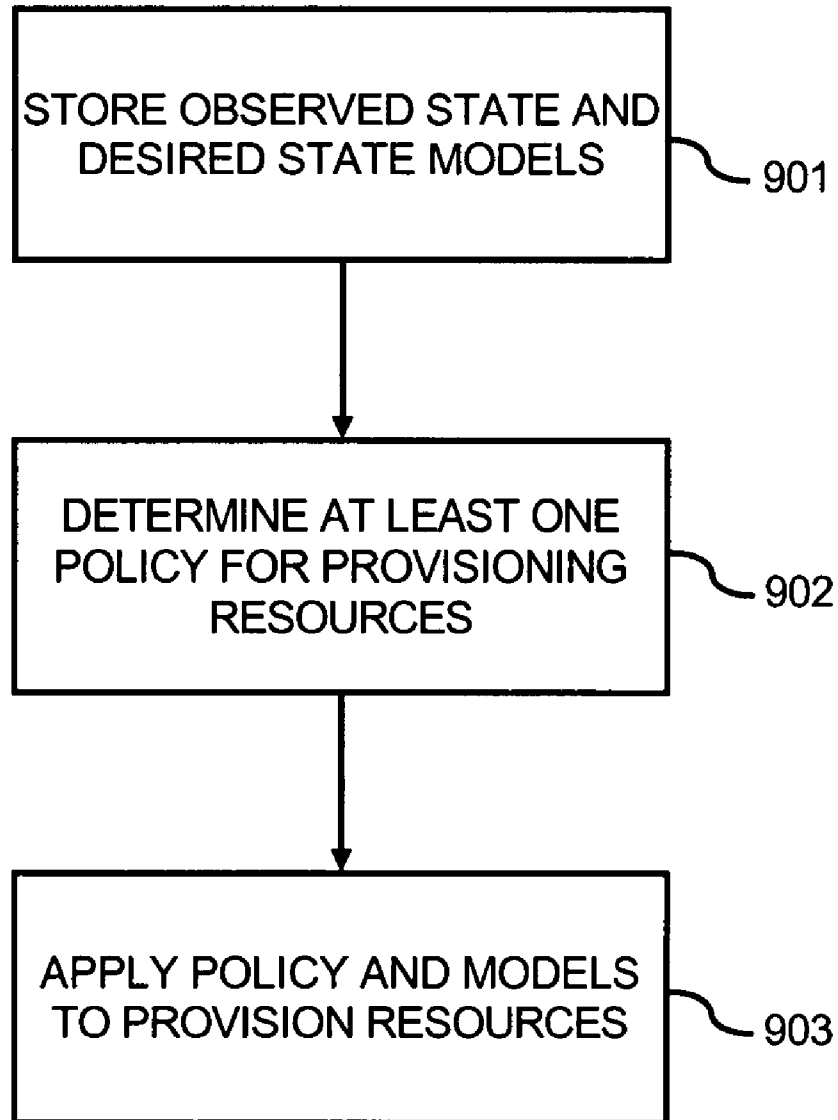 STORE OBSERVED STATE AND
DESIRED STATE MODELS
901
DETERMINE AT LEAST ONE
POLICY FOR PROVISIONING
RESOURCES
902
APPLY POLICY AND MODELS
TO PROVISION RESOURCES
903